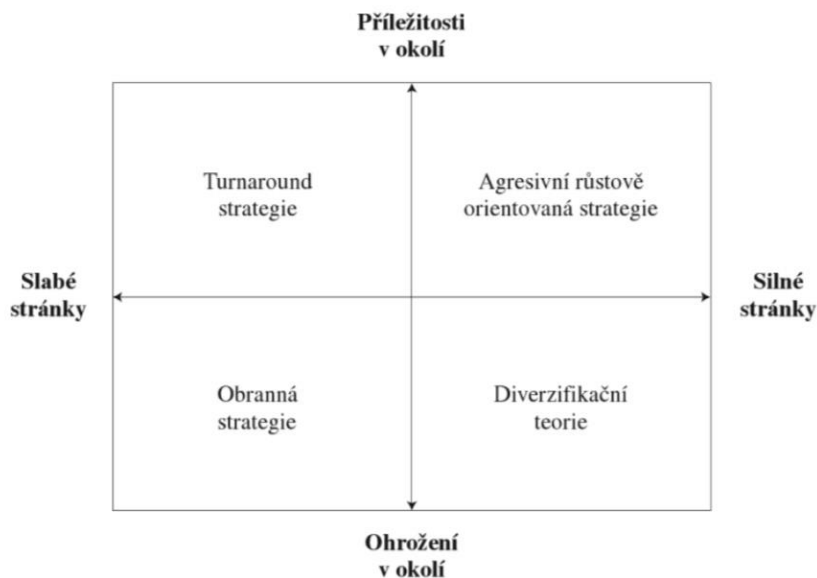 Příležitosti
v okolí
Turnaround
strategie
Agresivní růstově
orientovaná strategie
Slabé
stránky
Silné
stránky
Obranná
strategie
Diverzifikační
teorie
Ohrožení
v okolí